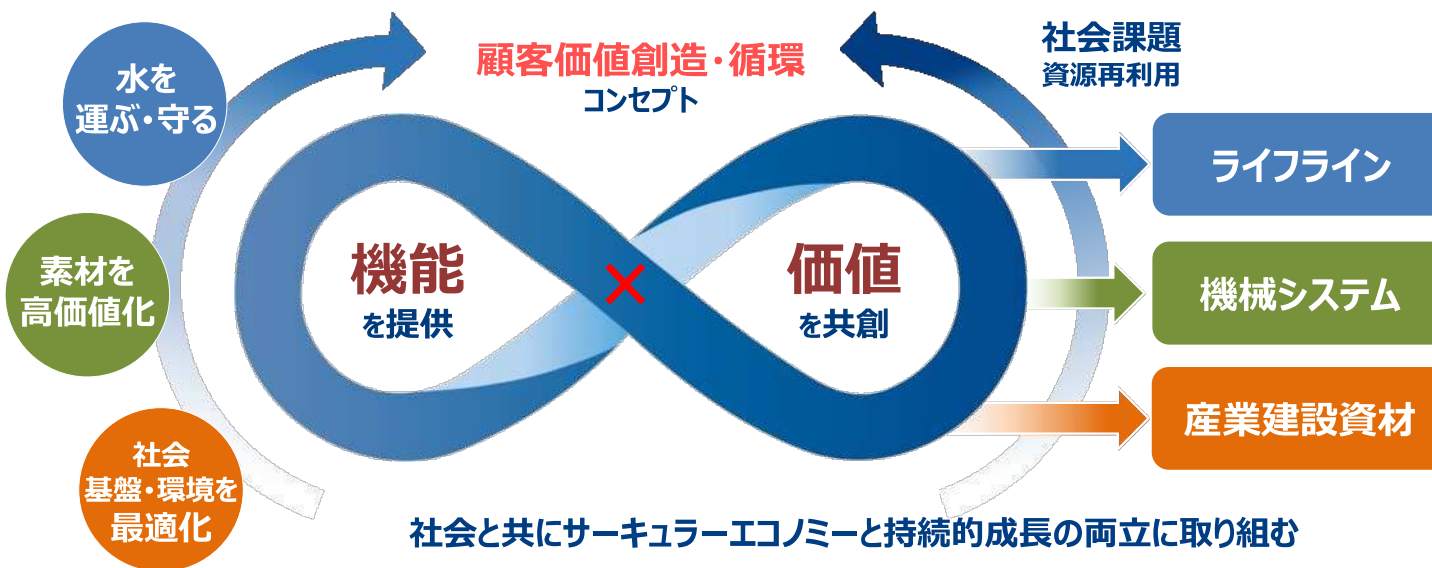 水を
運ぶ・守る
素材を
高価値化
社会
基盤・環境を
最適化
顧客価値創造・循環
コンセプト
機能
を提供
×
価値
を共創
社会課題
資源再利用
ライフライン
機械システム
産業建設資材
社会と共にサーキュラーエコノミーと持続的成長の両立に取り組む